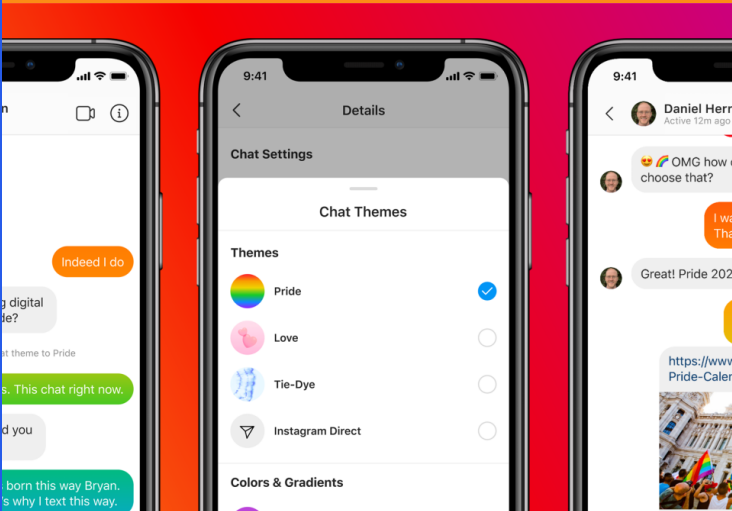 n
Indeed I do
g digital
de?
at theme to Pride
s. This chat right now.
d you
born this way Bryan.
's why I text this way.
9:41
Details
Chat Settings
Chat Themes
Themes
Pride
Love
Tie-Dye
Instagram Direct
Colors & Gradients
9:41
Daniel Herr
Active 12m ago
OMG how
choose that?
I wa
Tha
Great! Pride 202
https://www
Pride-Caler